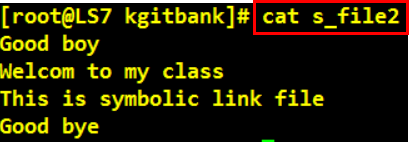 [root@LS7 kgitbank]# cat s_file2
Good boy
Welcom to my class
This is symbolic link file
Good bye